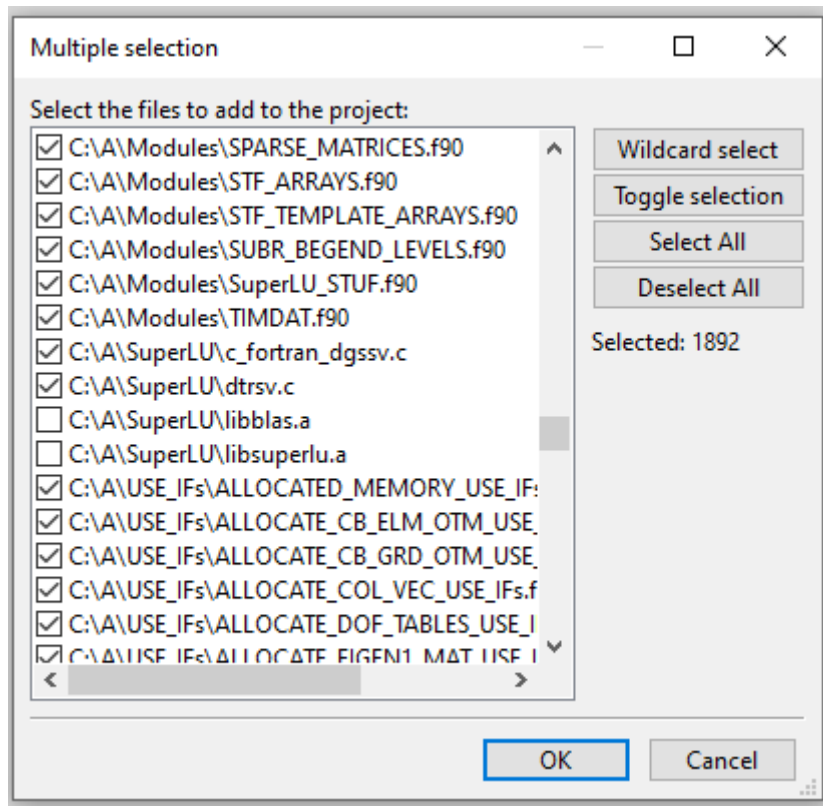 Multiple selection
Select the files to add to the project:
C:\A\Modules\SPARSE_MATRICES.f90
C:\A\Modules\STF_ARRAYS.f90
C:\A\Modules\STF_TEMPLATE_ARRAYS.f90
C:\A\Modules\SUBR_BEGEND_LEVELS.f90
C:\A\Modules\SuperLU_STUF.f90
C:\A\Modules\TIMDAT.f90
C:\A\SuperLU\c_fortran_dgssv.c
C:\A\SuperLU\dtrsv.c
C:\A\SuperLU\libblas.a
C:\A\SuperLU\libsuperlu.a
C:\A\USE_IFs\ALLOCATED_MEMORY_USE_IFs
C:\A\USE_IFs\ALLOCATE_CB_ELM_OTM_USE_
C:\A\USE_IFs\ALLOCATE_CB_GRD_OTM_USE_
C:\A\USE_IFs\ALLOCATE_COL_VEC_USE_IFs.f
C:\A\USE_IFs\ALLOCATE_DOF_TABLES_USE_I
C:\A\USE_IFs\ALLOCATE_EIGEN1_MAT_USE_I
Wildcard select
Toggle selection
Select All
Deselect All
Selected: 1892
OK
Cancel